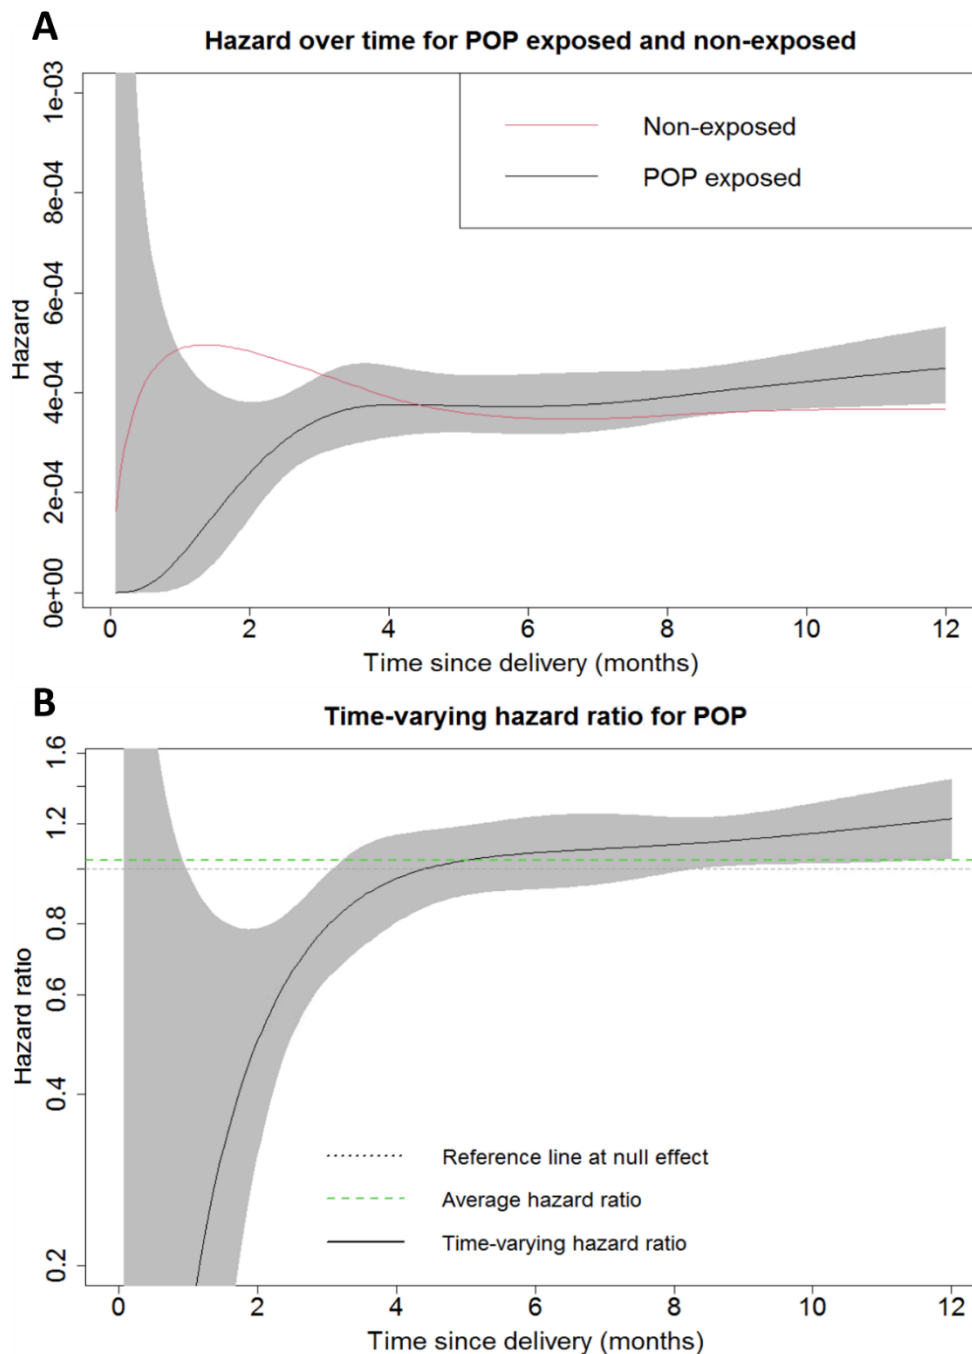 A
Hazard over time for POP exposed and non-exposed
1e-03
8e-04
6e-04
4e-04
2e-04
0e+00
Hazard
Non-exposed
POP exposed
0 2 4 6 8 10 12
Time since delivery (months)
B
Time-varying hazard ratio for POP
1.6
1.2
0.8
0.6
0.4
0.2
Hazard ratio
Reference line at null effect
Average hazard ratio
Time-varying hazard ratio
0 2 4 6 8 10 12
Time since delivery (months)